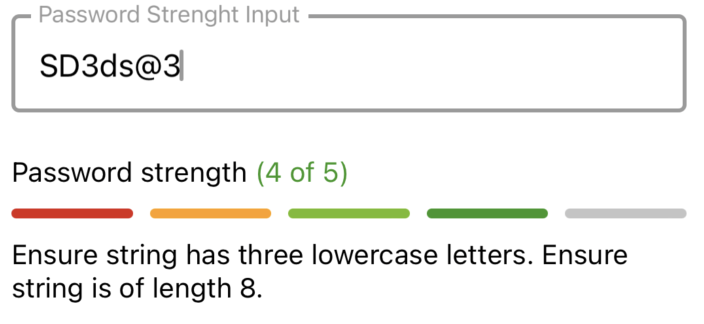 Password Strenght Input
SD3ds@3
Password strength (4 of 5)
Ensure string has three lowercase letters. Ensure
string is of length 8.